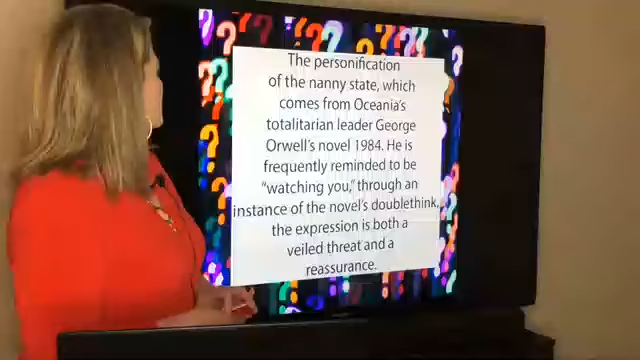 The personification
of the nanny state, which
comes from Oceania's
totalitarian leader George
Orwell's novel 1984. He is
frequently reminded to be
"watching you," through an
instance of the novel's doublethink,
the expression is both a
veiled threat and a
reassurance.